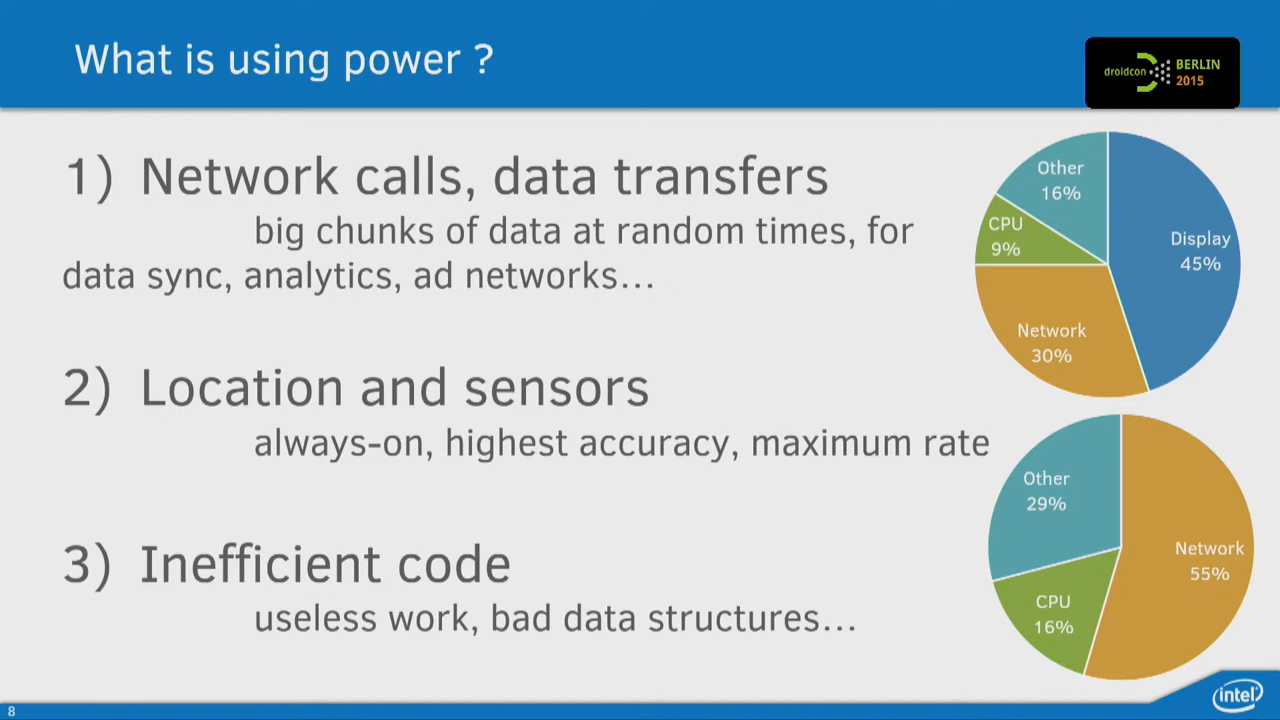 What is using power ?
droidcon
BERLIN
2015
1) Network calls, data transfers
big chunks of data at random times, for
data sync, analytics, ad networks…
2) Location and sensors
always-on, highest accuracy, maximum rate
3) Inefficient code
useless work, bad data structures…
Other
16%
CPU
9%
Display
45%
Network
30%
Other
29%
Network
55%
CPU
16%
8
intel